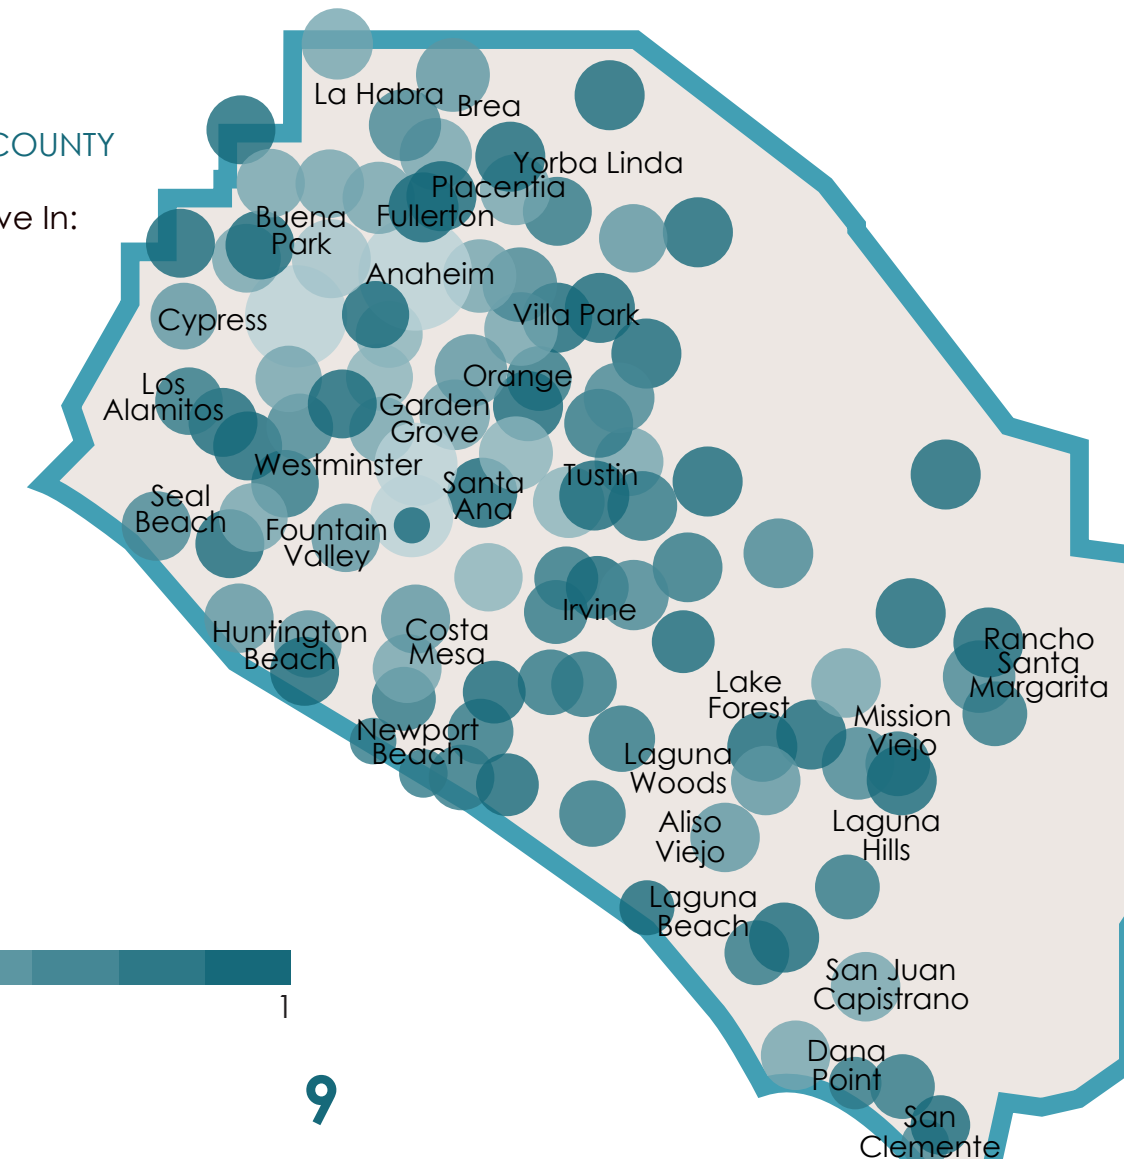 La Habra
Brea
COUNTY
Yorba Linda
Placentia
ve In:
Buena
Park
Fullerton
Anaheim
Cypress
Villa Park
Los
Alamitos
Orange
Garden
Grove
Westminster
Santa
Ana
Tustin
Seal
Beach
Fountain
Valley
Irvine
Huntington
Beach
Costa
Mesa
Rancho
Santa
Margarita
Lake
Forest
Mission
Viejo
Newport
Beach
Laguna
Woods
Aliso
Viejo
Laguna
Hills
Laguna
Beach
San Juan
Capistrano
1
Dana
Point
9
San
Clemente